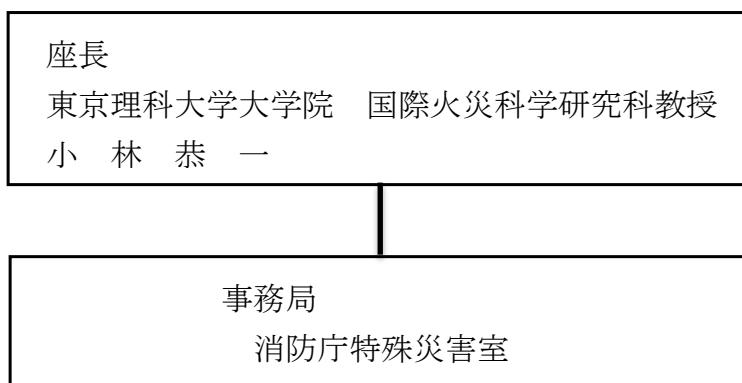 座長
東京理科大学大学院　国際火災科学研究科教授
小　林　恭　一
事務局
消防庁特殊災害室